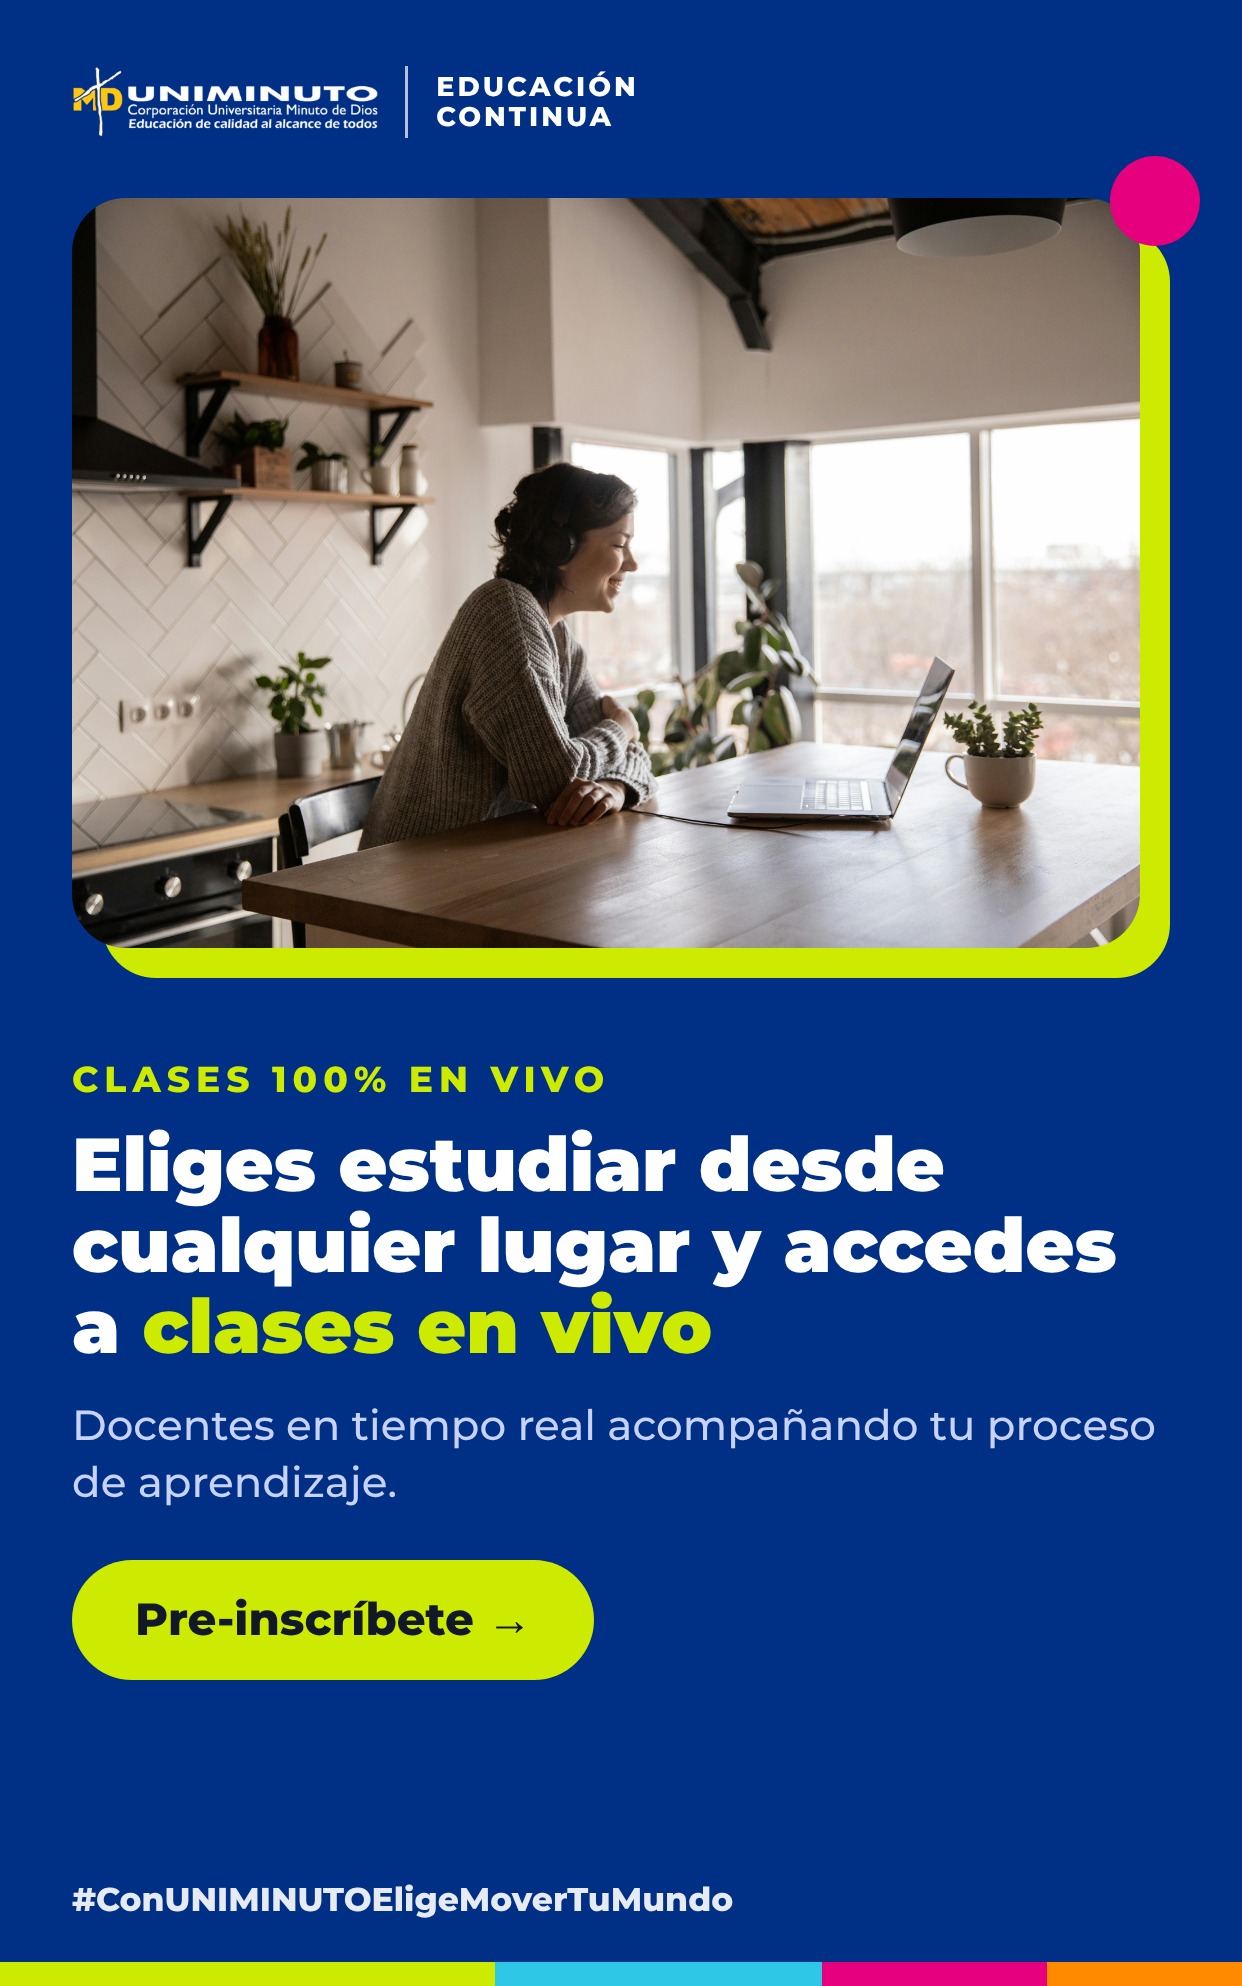 MD UNIMINUTO
Corporación Universitaria Minuto de Dios
Educación de calidad al alcance de todos
EDUCACIÓN
CONTINUA
CLASES 100% EN VIVO
Eliges estudiar desde
cualquier lugar y accedes
a clases en vivo
Docentes en tiempo real acompañando tu proceso
de aprendizaje.
Pre-inscríbete →
#ConUNIMINUTOEligeMoverTuMundo